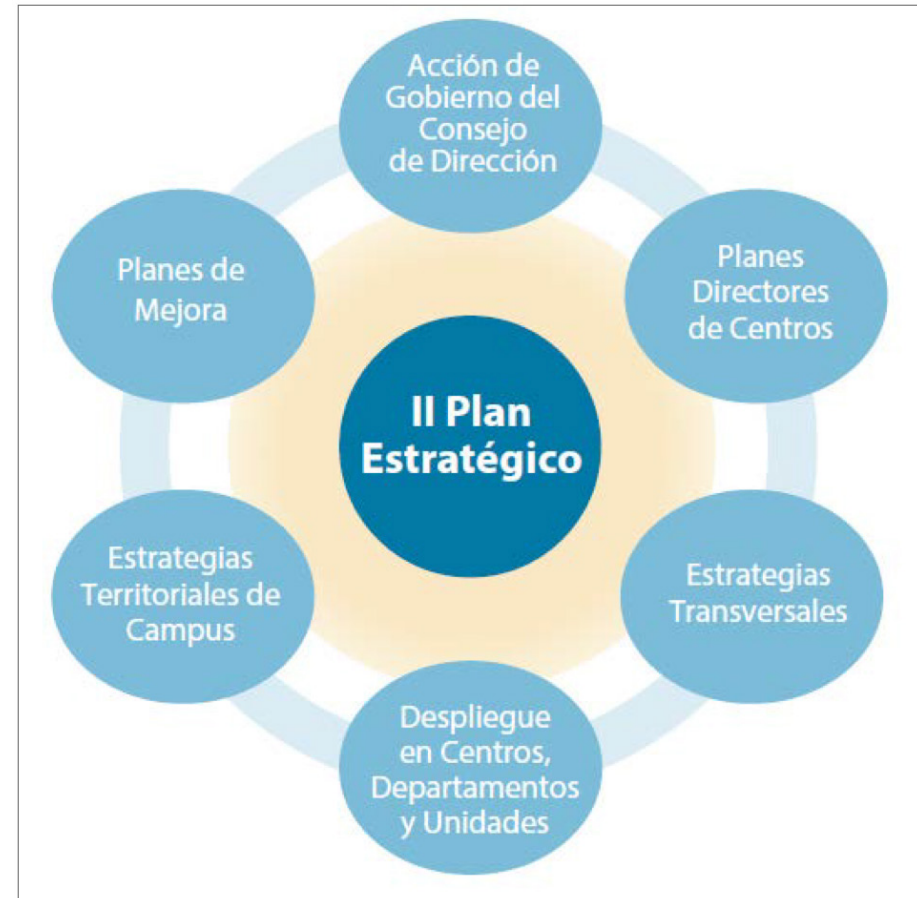 Acción de
Gobierno del
Consejo
de Dirección
Planes de
Mejora
Planes
Directores
de Centros
II Plan
Estratégico
Estrategias
Territoriales de
Campus
Estrategias
Transversales
Despliegue
en Centros,
Departamentos
y Unidades